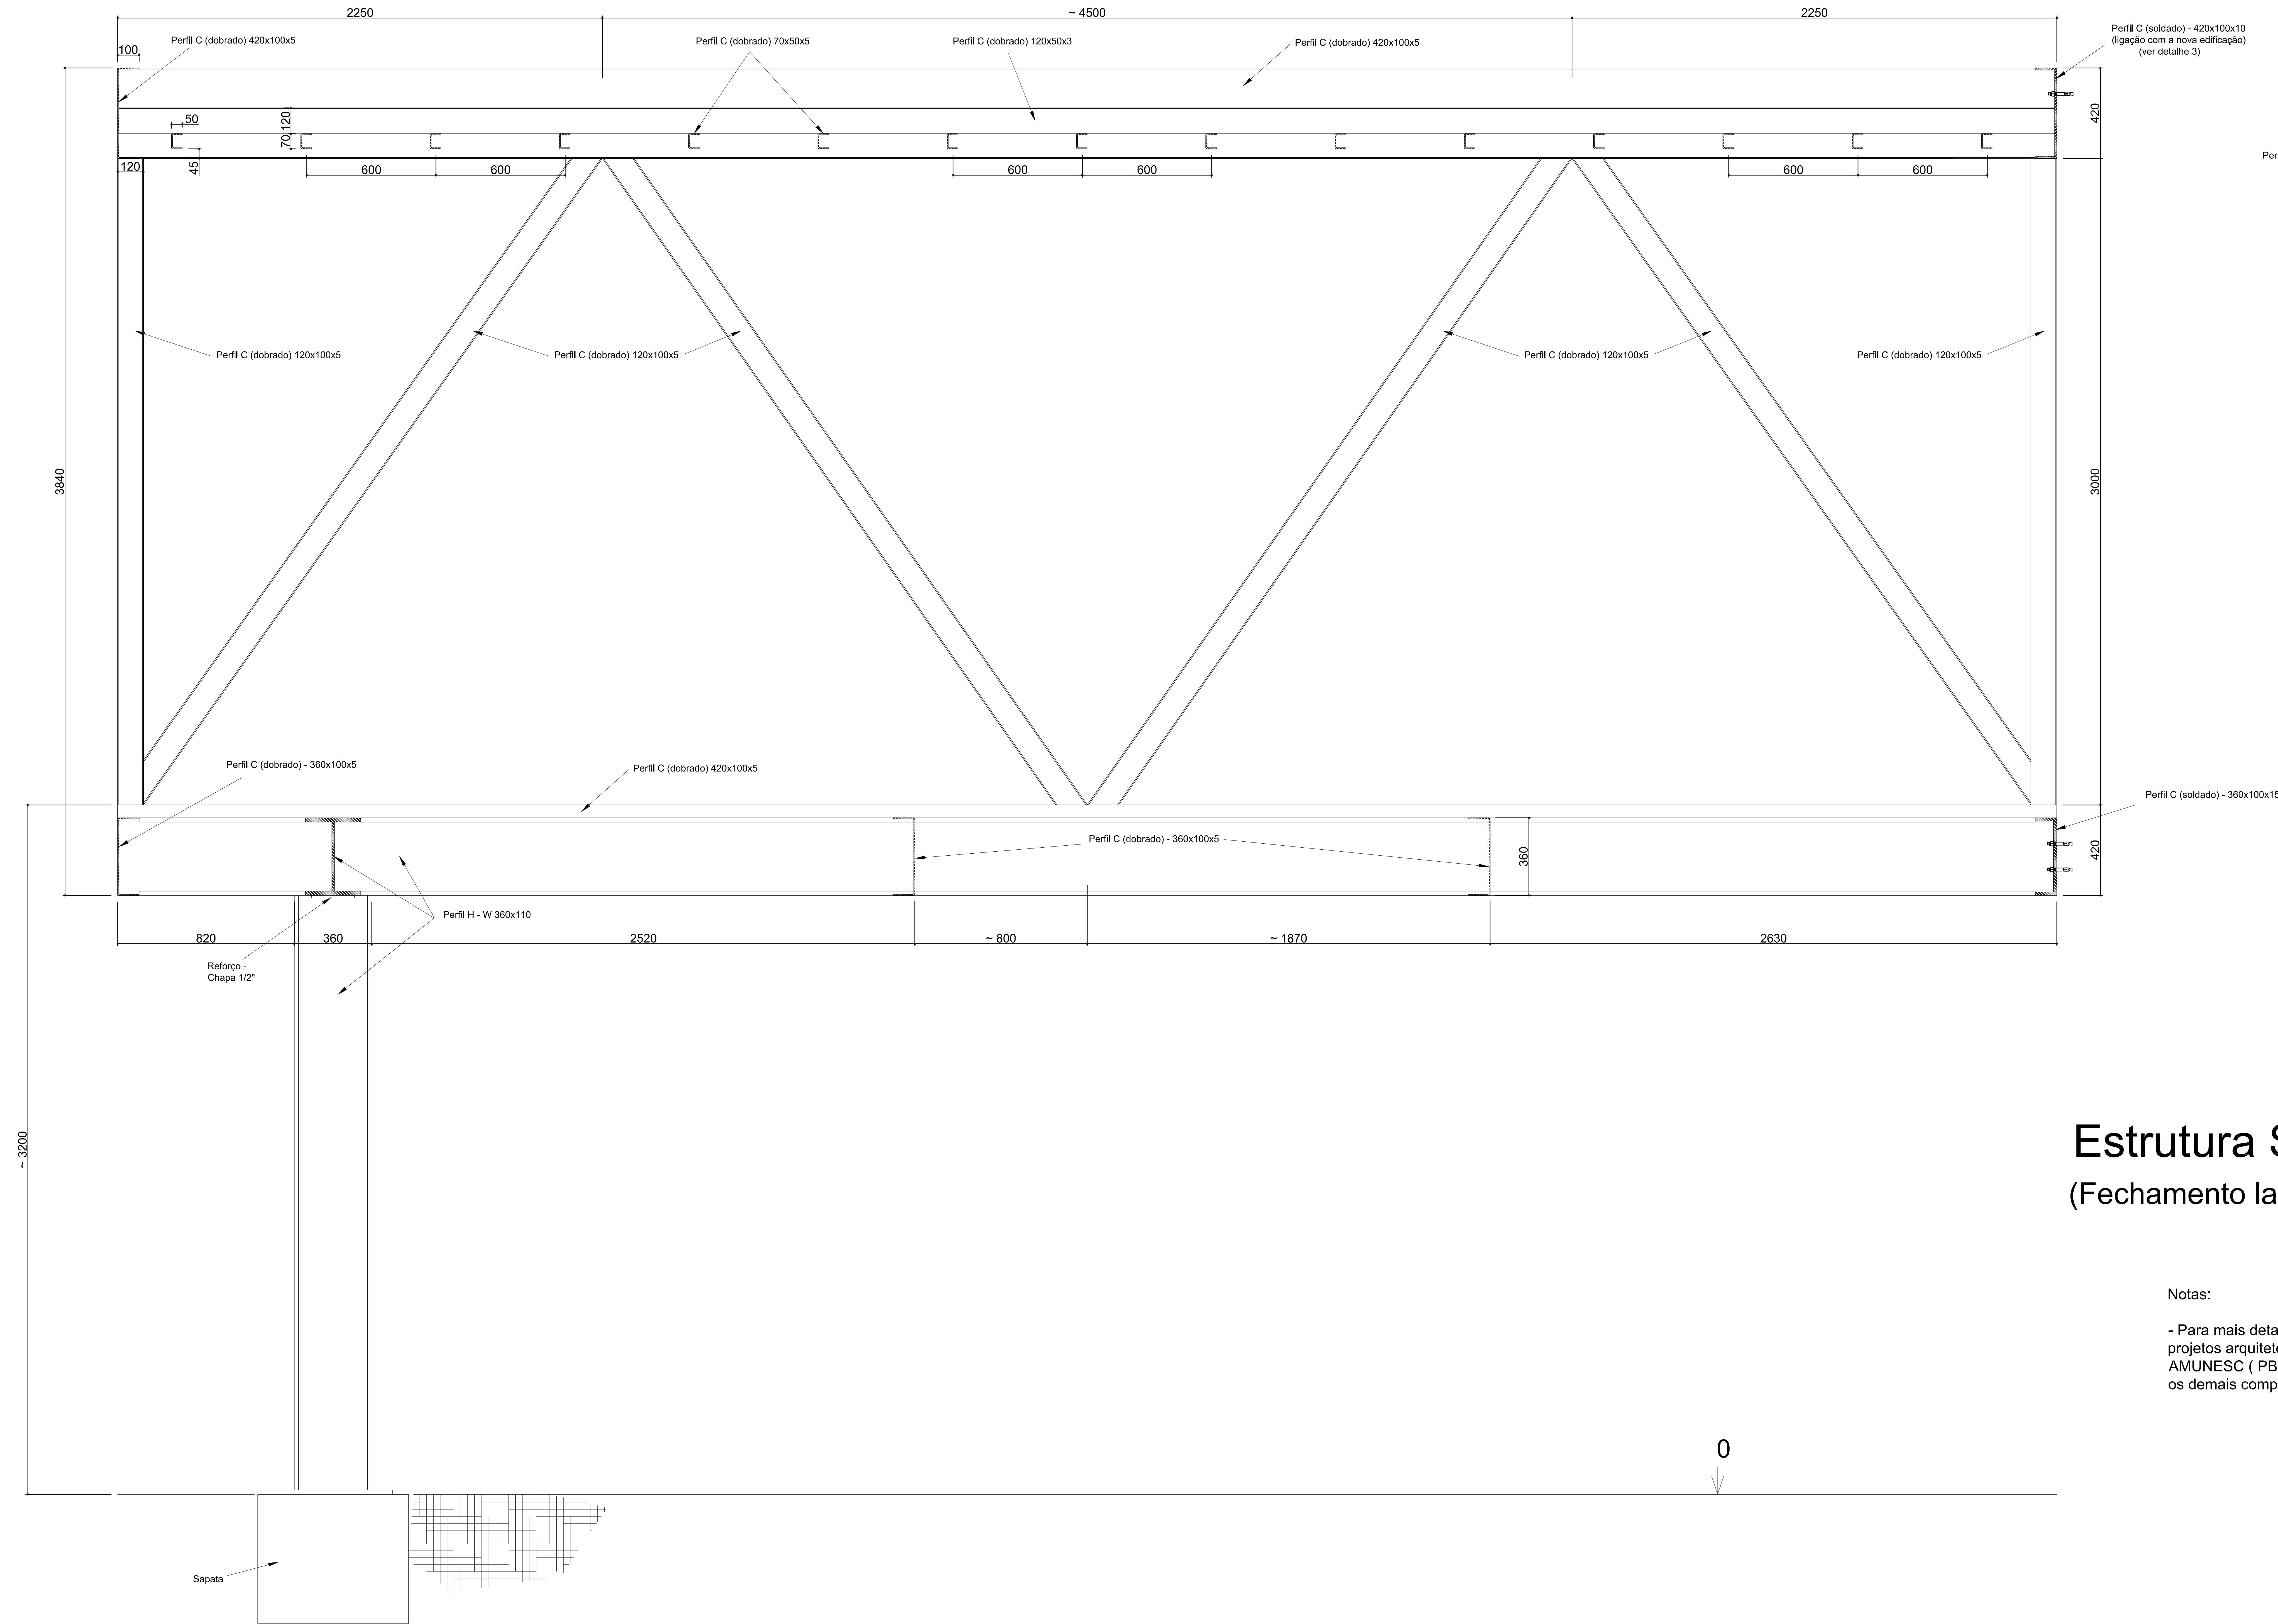 2250
~ 4500
2250
Perfil C (dobrado) 420x100x5
Perfil C (dobrado) 70x50x5
Perfil C (dobrado) 120x50x3
Perfil C (dobrado) 420x100x5
Perfil C (soldado) - 420x100x10
(ligação com a nova edificação)
(ver detalhe 3)
100
50
120
70
45
120
420
600
600
600
600
600
600
3840
3000
Perfil C (dobrado) 120x100x5
Perfil C (dobrado) 120x100x5
Perfil C (dobrado) 120x100x5
Perfil C (dobrado) 120x100x5
Perfil C (dobrado) - 360x100x5
Perfil C (dobrado) 420x100x5
Perfil C (soldado) - 360x100x15
Perfil C (dobrado) - 360x100x5
360
420
Perfil H - W 360x110
820
360
2520
~ 800
~ 1870
2630
Reforço -
Chapa 1/2"
~ 3200
Estrutura
(Fechamento la
Notas:
- Para mais deta
projetos arquitet
AMUNESC ( PB
os demais comp
0
Sapata